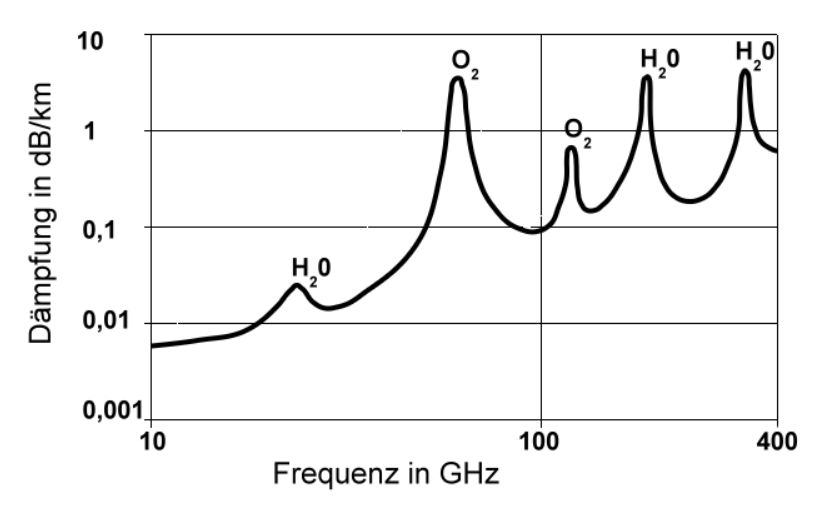 Dämpfung in dB/km
10
1
0,1
0,01
0,001
H₂0
O₂
O₂
H₂0
H₂0
10
100
400
Frequenz in GHz